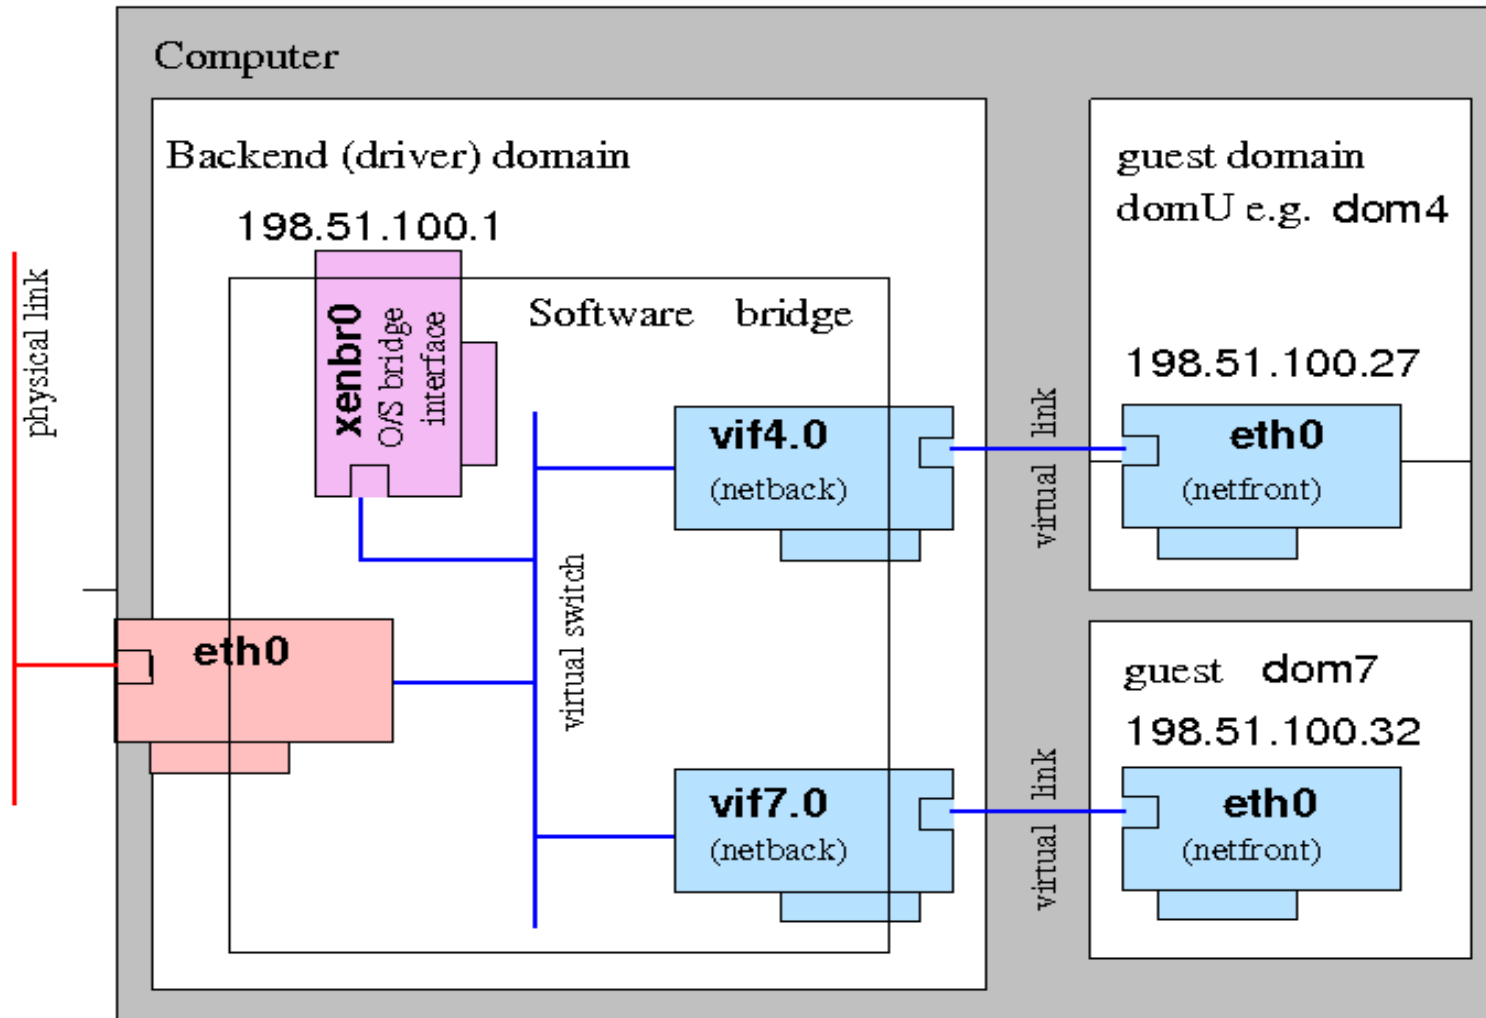 Computer
Backend (driver) domain
198.51.100.1
physical link
xenbr0
O/S bridge
interface
Software bridge
vif4.0
(netback)
virtual link
guest domain
domU e.g. dom4
198.51.100.27
eth0
(netfront)
eth0
virtual switch
vif7.0
(netback)
virtual link
guest dom7
198.51.100.32
eth0
(netfront)